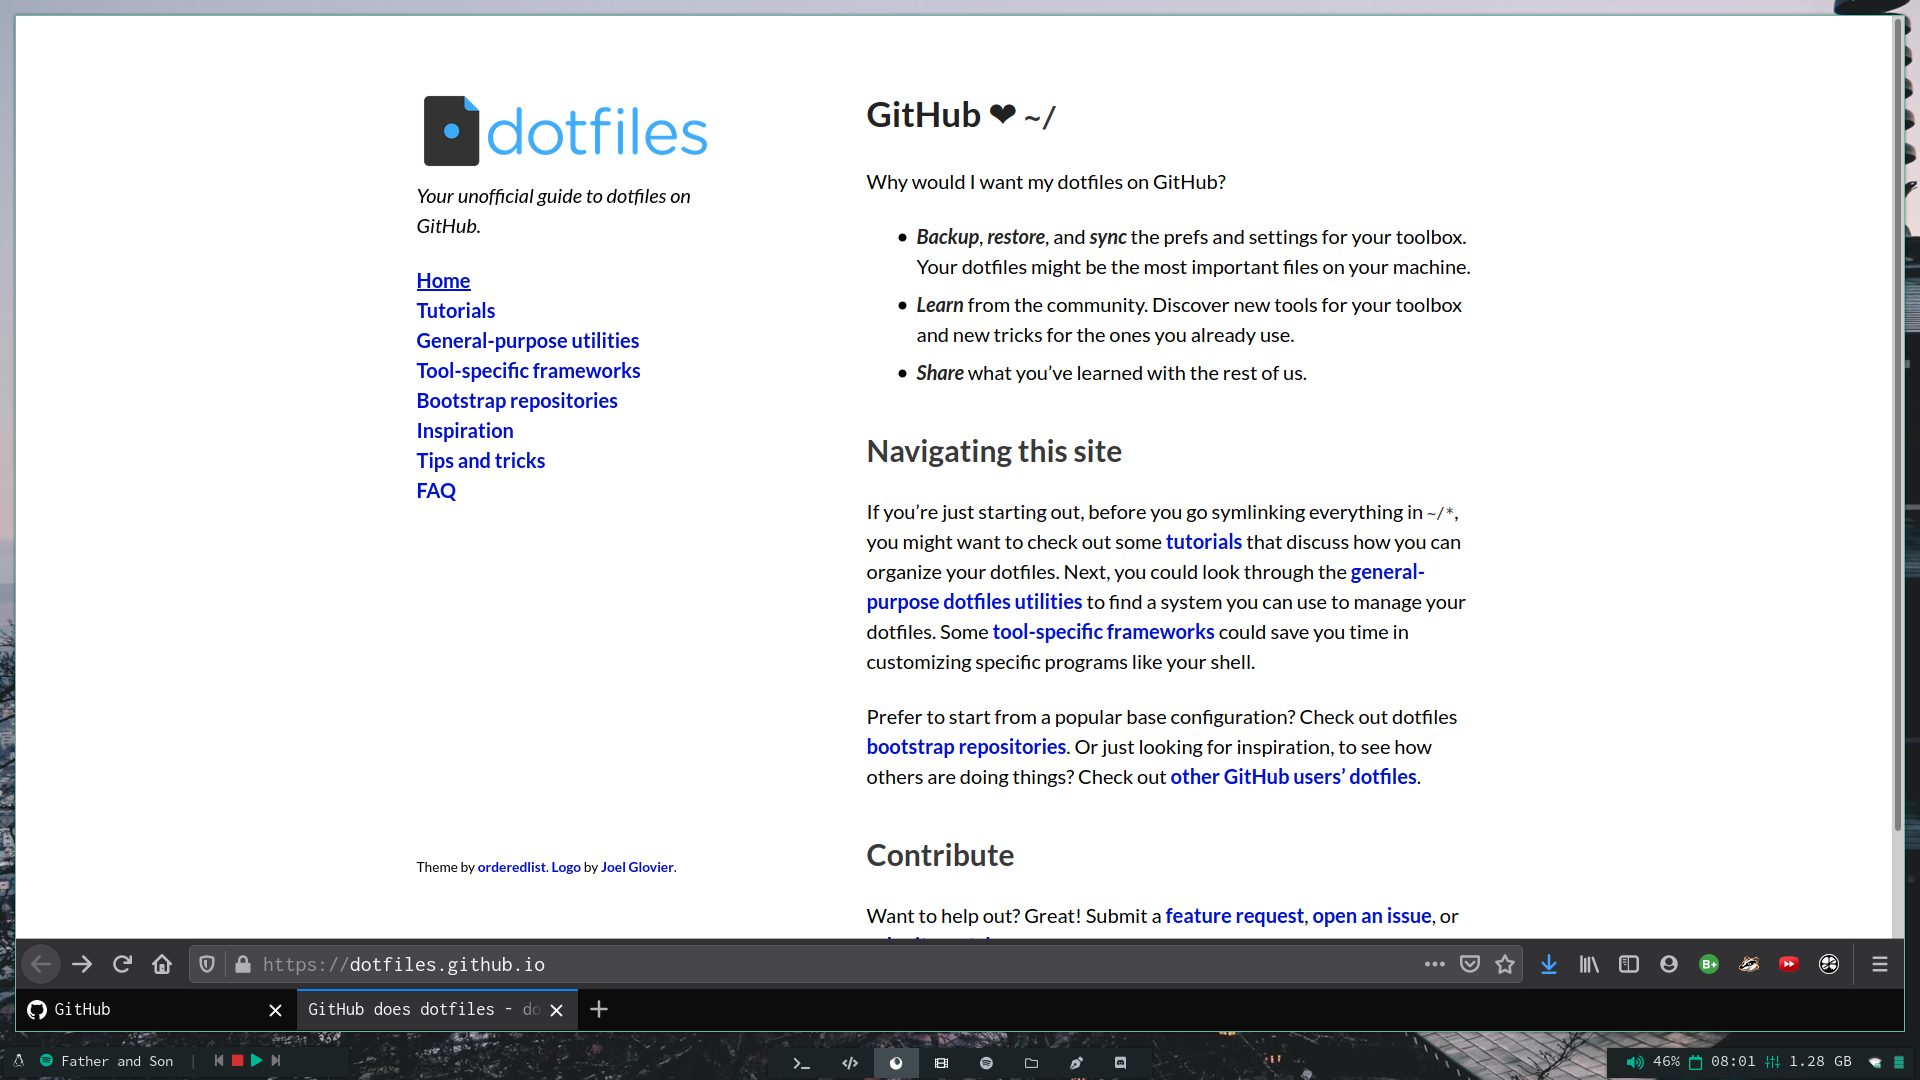 dotfiles
Your unofficial guide to dotfiles on
GitHub.
Home
Tutorials
General-purpose utilities
Tool-specific frameworks
Bootstrap repositories
Inspiration
Tips and tricks
FAQ
Theme by orderedlist. Logo by Joel Glovier.
GitHub ❤ ~/
Why would I want my dotfiles on GitHub?
• Backup, restore, and sync the prefs and settings for your toolbox.
Your dotfiles might be the most important files on your machine.
• Learn from the community. Discover new tools for your toolbox
and new tricks for the ones you already use.
• Share what you’ve learned with the rest of us.
Navigating this site
If you’re just starting out, before you go symlinking everything in ~/*,
you might want to check out some tutorials that discuss how you can
organize your dotfiles. Next, you could look through the general-
purpose dotfiles utilities to find a system you can use to manage your
dotfiles. Some tool-specific frameworks could save you time in
customizing specific programs like your shell.
Prefer to start from a popular base configuration? Check out dotfiles
bootstrap repositories. Or just looking for inspiration, to see how
others are doing things? Check out other GitHub users’ dotfiles.
Contribute
Want to help out? Great! Submit a feature request, open an issue, or
https://dotfiles.github.io
GitHub
GitHub does dotfiles - do
Father and Son
46% 08:01 1.28 GB